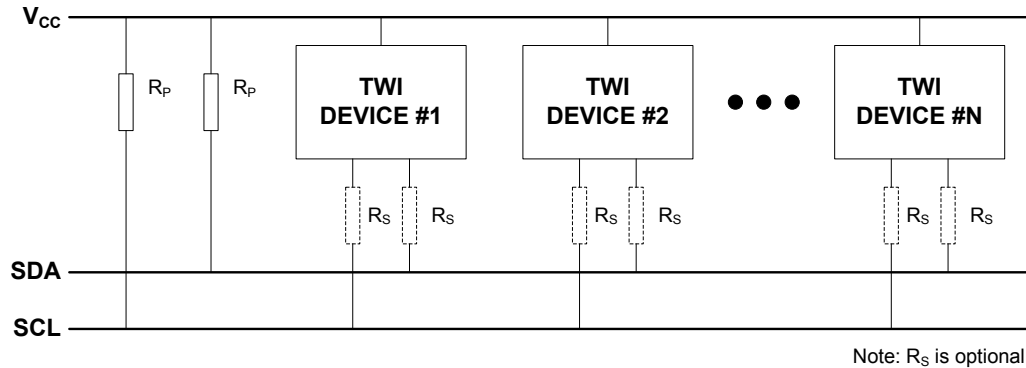 VCC
RP RP
TWI DEVICE #1
TWI DEVICE #2
TWI DEVICE #N
RS RS RS RS RS RS
SDA
SCL
Note: RS is optional